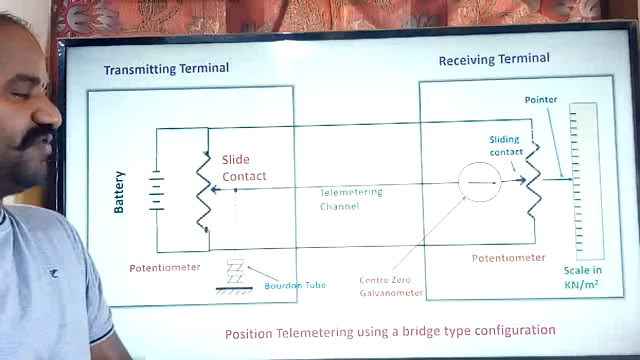 Transmitting Terminal
Receiving Terminal
Pointer
Sliding
contact
Slide
Contact
Battery
Telemetering
Channel
Potentiometer
Potentiometer
Bourdon Tube
Centre Zero
Galvanometer
Scale in
KN/m²
Position Telemetering using a bridge type configuration